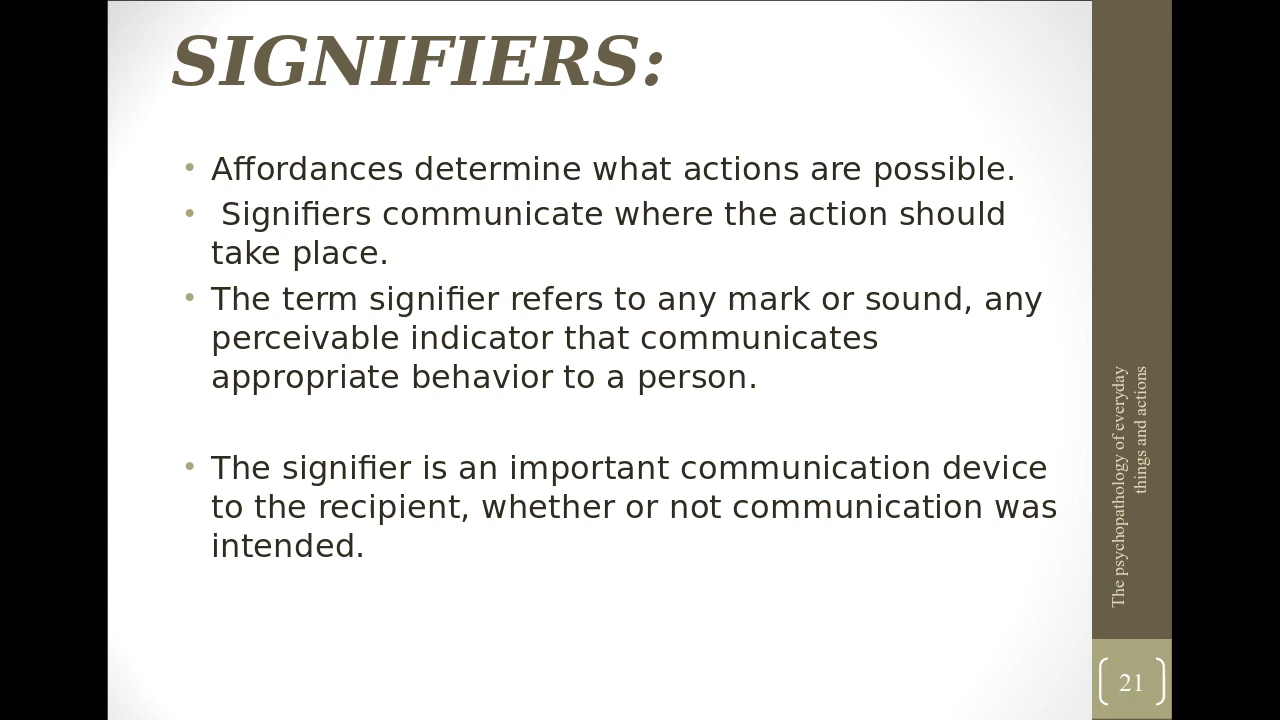 SIGNIFIERS:
• Affordances determine what actions are possible.
• Signifiers communicate where the action should
take place.
• The term signifier refers to any mark or sound, any
perceivable indicator that communicates
appropriate behavior to a person.
• The signifier is an important communication device
to the recipient, whether or not communication was
intended.
The psychopathology of everyday
things and actions
21